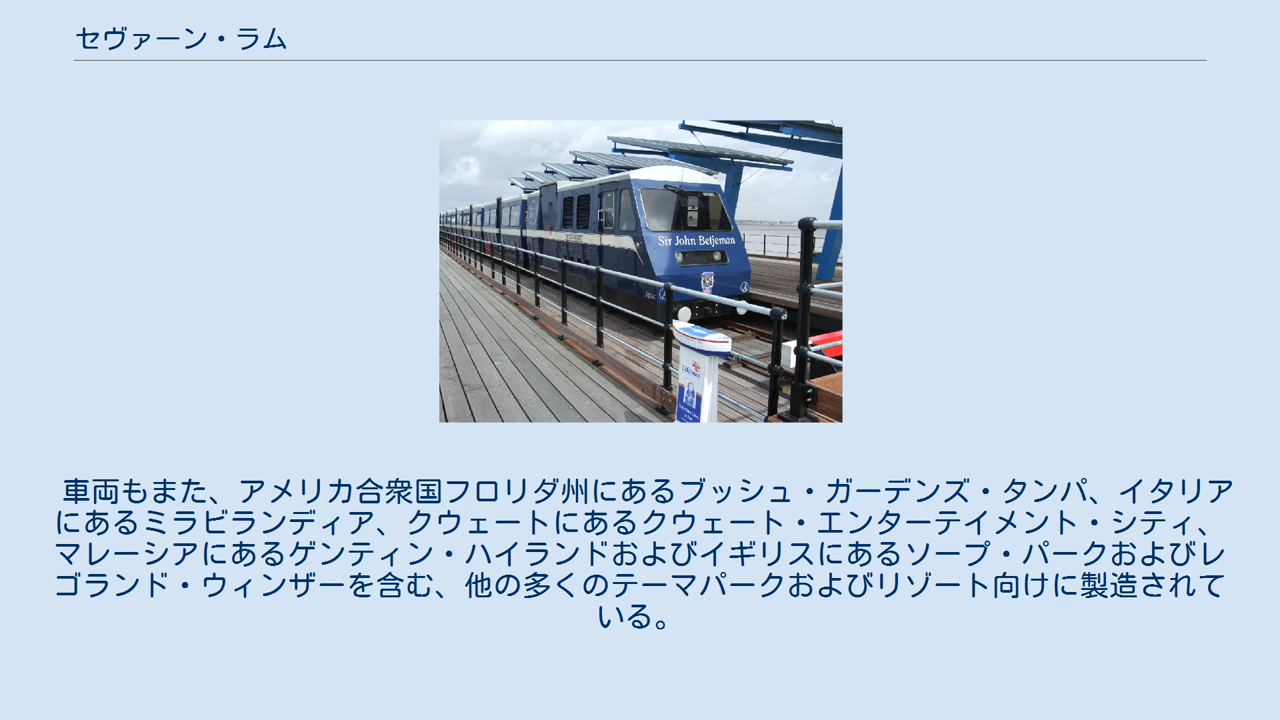 セヴァーン・ラム
Sir John Betjeman
車両もまた、アメリカ合衆国フロリダ州にあるブッシュ・ガーデンズ・タンパ、イタリア
にあるミラビランディア、クウェートにあるクウェート・エンターテイメント・シティ、
マレーシアにあるゲンティン・ハイランドおよびイギリスにあるソープ・パークおよびレ
ゴランド・ウィンザーを含む、他の多くのテーマパークおよびリゾート向けに製造されて
いる。